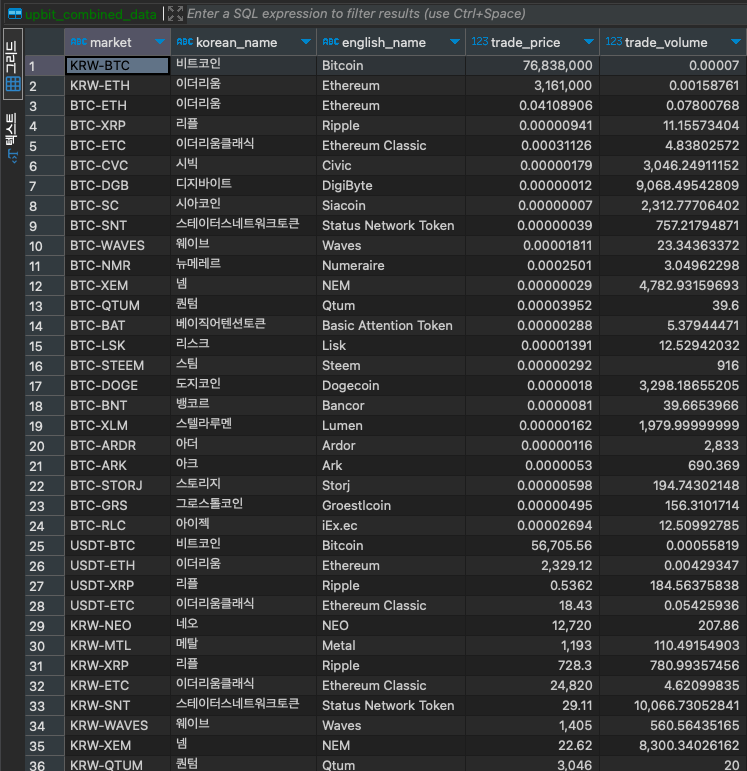 upbit_combined_data Enter a SQL expression to filter results (use Ctrl+Space)
그리드
텍스트
ABC market ABC korean_name ABC english_name 123 trade_price 123 trade_volume
1 KRW-BTC 비트코인 Bitcoin 76,838,000 0.00007
2 KRW-ETH 이더리움 Ethereum 3,161,000 0.00158761
3 BTC-ETH 이더리움 Ethereum 0.04108906 0.07800768
4 BTC-XRP 리플 Ripple 0.00000941 11.15573404
5 BTC-ETC 이더리움클래식 Ethereum Classic 0.00031126 4.83802572
6 BTC-CVC 시빅 Civic 0.00000179 3,046.24911152
7 BTC-DGB 디지바이트 DigiByte 0.00000012 9,068.49542809
8 BTC-SC 시아코인 Siacoin 0.00000007 2,312.77706402
9 BTC-SNT 스테이터스네트워크토큰 Status Network Token 0.00000039 757.21794871
10 BTC-WAVES 웨이브 Waves 0.00001811 23.34363372
11 BTC-NMR 뉴메레르 Numeraire 0.0002501 3.04962298
12 BTC-XEM 넴 NEM 0.00000029 4,782.93159693
13 BTC-QTUM 퀀텀 Qtum 0.00003952 39.6
14 BTC-BAT 베이직어텐션토큰 Basic Attention Token 0.00000288 5.37944471
15 BTC-LSK 리스크 Lisk 0.00001391 12.52942032
16 BTC-STEEM 스팀 Steem 0.00000292 916
17 BTC-DOGE 도지코인 Dogecoin 0.0000018 3,298.18655205
18 BTC-BNT 뱅코르 Bancor 0.0000081 39.6653966
19 BTC-XLM 스텔라루멘 Lumen 0.00000162 1,979.99999999
20 BTC-ARDR 아더 Ardor 0.00000116 2,833
21 BTC-ARK 아크 Ark 0.0000053 690.369
22 BTC-STORJ 스토리지 Storj 0.00000598 194.74302148
23 BTC-GRS 그로스톨코인 Groestlcoin 0.00000495 156.3101714
24 BTC-RLC 아이젝 iEx.ec 0.00002694 12.50992785
25 USDT-BTC 비트코인 Bitcoin 56,705.56 0.00055819
26 USDT-ETH 이더리움 Ethereum 2,329.12 0.00429347
27 USDT-XRP 리플 Ripple 0.5362 184.56375838
28 USDT-ETC 이더리움클래식 Ethereum Classic 18.43 0.05425936
29 KRW-NEO 네오 NEO 12,720 207.86
30 KRW-MTL 메탈 Metal 1,193 110.49154903
31 KRW-XRP 리플 Ripple 728.3 780.99357456
32 KRW-ETC 이더리움클래식 Ethereum Classic 24,820 4.62099835
33 KRW-SNT 스테이터스네트워크토큰 Status Network Token 29.11 10,066.73052841
34 KRW-WAVES 웨이브 Waves 1,405 560.56435165
35 KRW-XEM 넴 NEM 22.62 8,300.34026162
36 KRW-QTUM 퀀텀 Qtum 3,046 20